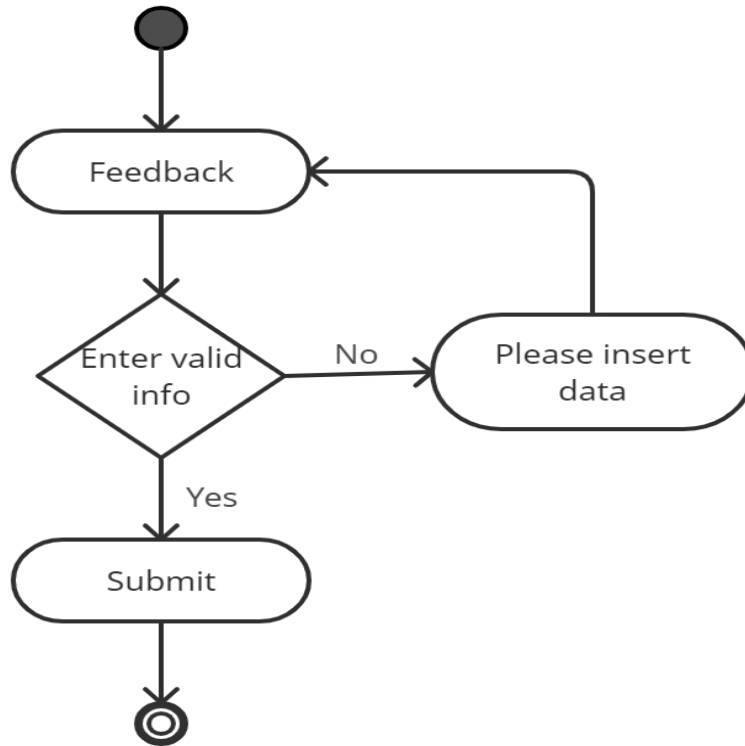 Feedback
Enter valid
info
No
Please insert
data
Yes
Submit